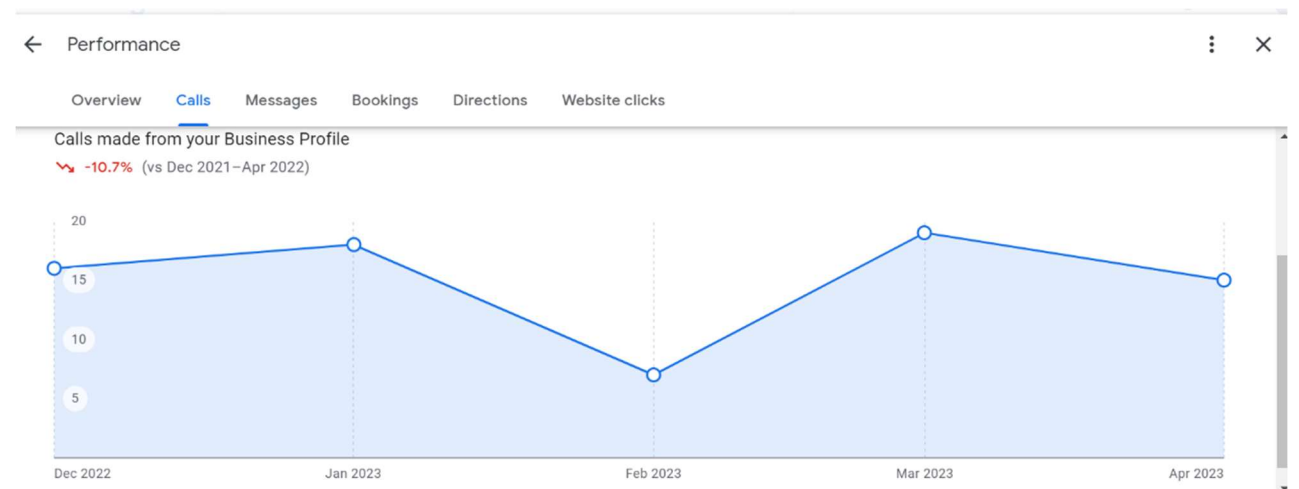 Performance
Overview Calls Messages Bookings Directions Website clicks
Calls made from your Business Profile
-10.7% (vs Dec 2021–Apr 2022)
20
15
10
5
Dec 2022 Jan 2023 Feb 2023 Mar 2023 Apr 2023